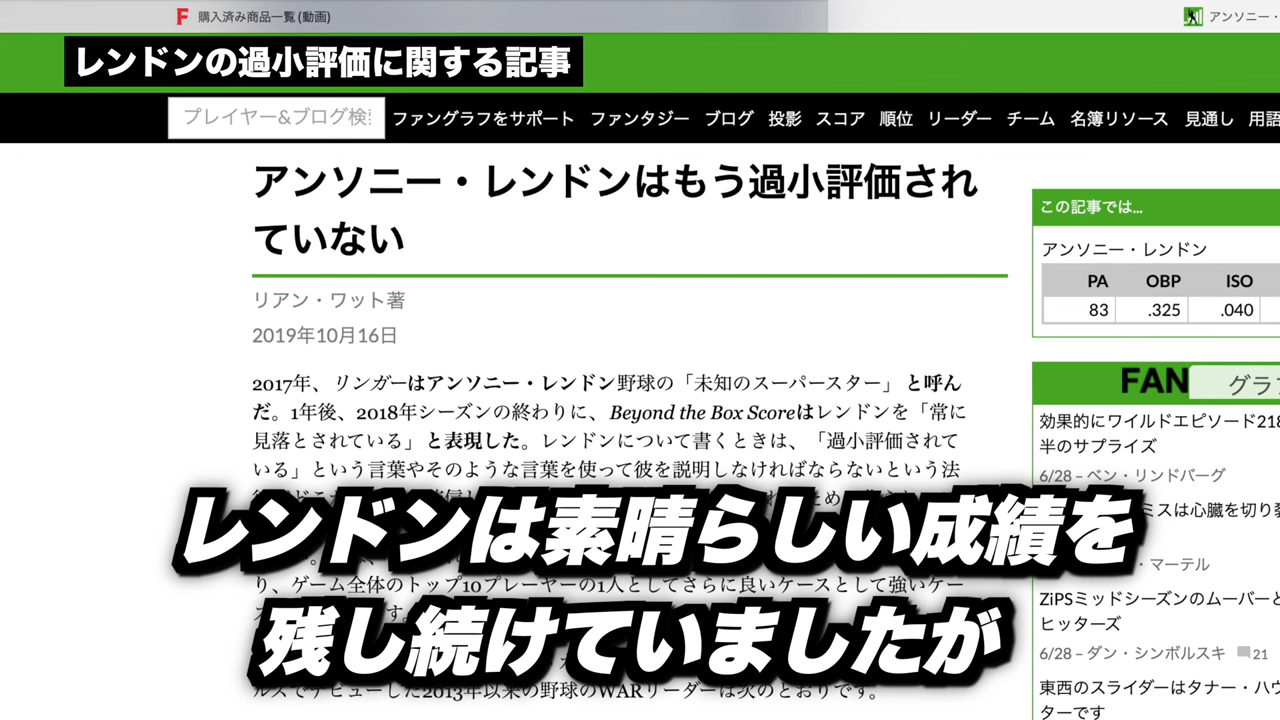 購入済み商品一覧 (動画)
アンソニー・
レンドンの過小評価に関する記事
プレイヤー&ブログ検
ファングラフをサポート ファンタジー ブログ 投影 スコア 順位 リーダー チーム 名簿リソース 見通し 用語
アンソニー・レンドンはもう過小評価され
ていない
リアン・ワット著
2019年10月16日
2017年、リンガーはアンソニー・レンドン野球の「未知のスーパースター」 と呼ん
だ。1年後、2018年シーズンの終わりに、Beyond the Box Scoreはレンドンを「常に
見落とされている」と表現した。レンドンについて書くときは、「過小評価されて
いる」という言葉やそのような言葉を使って彼を説明しなければならないという法
レンドンは素晴らしい成績を
り、ゲーム全体のトップ10プレーヤーの1人としてさらに良いケースとして強いケー
残し続けていましたが
ルスでデビューした2013年以来の野球のWARリーダーは次のとおりです。
この記事では...
アンソニー・レンドン
PA OBP ISO
83 .325 .040
FAN
グラフ
効果的にワイルドエピソード218
半のサプライズ
6/28 – ベン・リンドバーグ
ミスは心臓を切り裂
・マーテル
ZiPSミッドシーズンのムーバーと
ヒッターズ
6/28 – ダン・シンボルスキ 21
東西のスライダーはタナー・ハウ
ターです